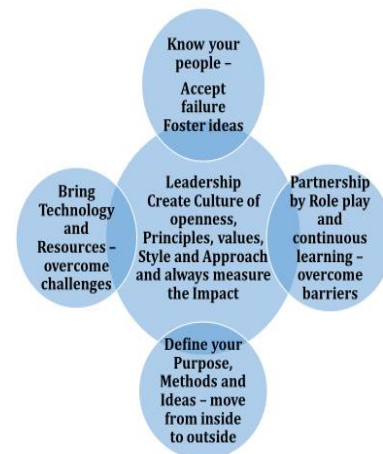 Know your
people –
Accept
failure
Foster ideas
Bring
Technology
and
Resources –
overcome
challenges
Leadership
Create Culture of
openness,
Principles, values,
Style and Approach
and always measure
the Impact
Partnership
by Role play
and
continuous
learning –
overcome
barriers
Define your
Purpose,
Methods and
Ideas – move
from inside
to outside